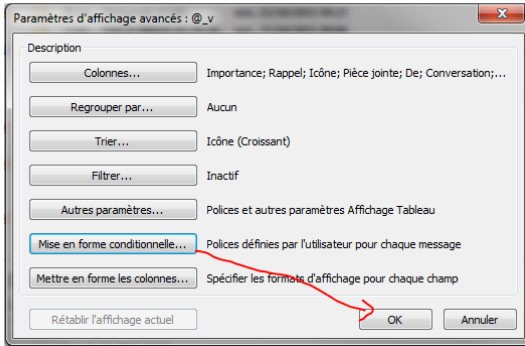 Paramètres d'affichage avancés : @_v
Description
Colonnes... Importance; Rappel; Icône; Pièce jointe; De; Conversation;...
Regrouper par... Aucun
Trier... Icône (Croissant)
Filtrer... Inactif
Autres paramètres... Polices et autres paramètres Affichage Tableau
Mise en forme conditionnelle... Polices définies par l'utilisateur pour chaque message
Mettre en forme les colonnes... Spécifier les formats d'affichage pour chaque champ
Rétablir l'affichage actuel OK Annuler